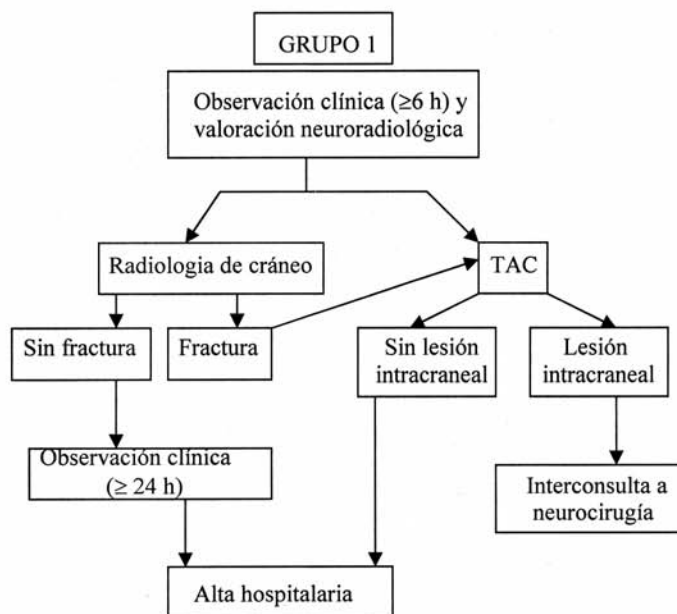 GRUPO 1
Observación clínica (≥6 h) y
valoración neuroradiológica
Radiologia de cráneo
TAC
Sin fractura
Fractura
Sin lesión
intracraneal
Lesión
intracraneal
Observación clínica
(≥ 24 h)
Interconsulta a
neurocirugía
Alta hospitalaria